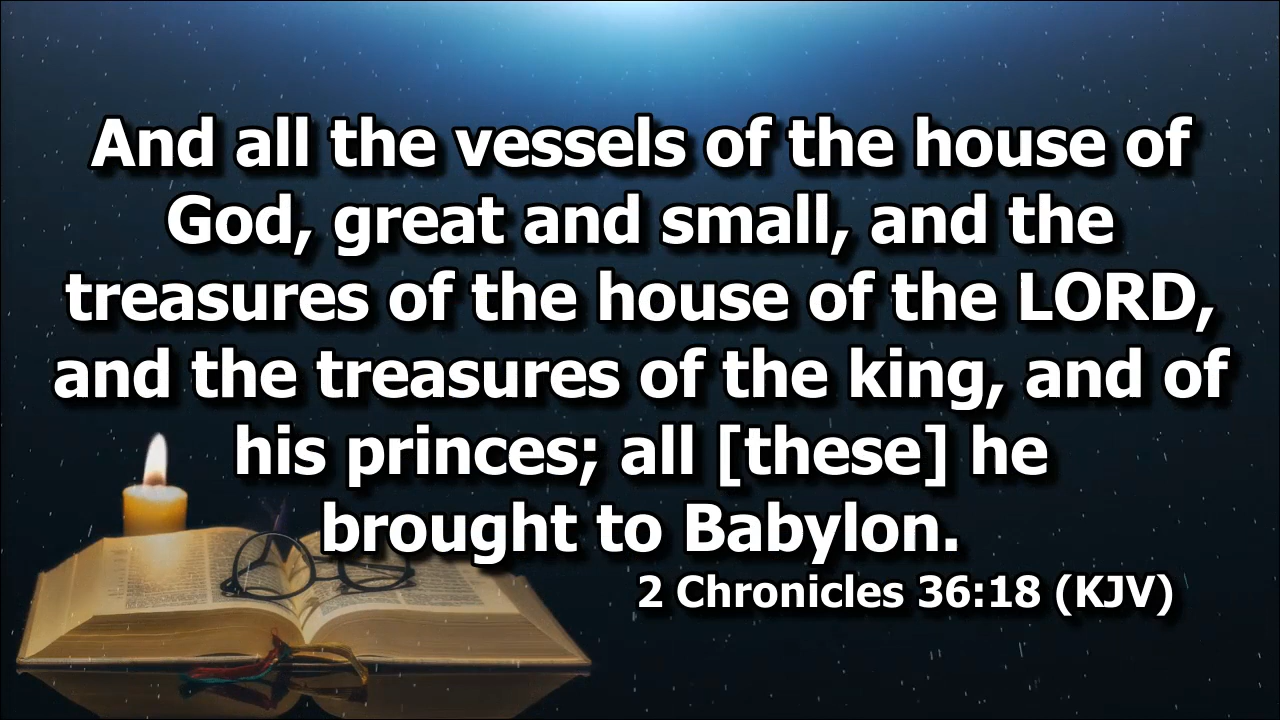 And all the vessels of the house of
God, great and small, and the
treasures of the house of the LORD,
and the treasures of the king, and of
his princes; all [these] he
brought to Babylon.
2 Chronicles 36:18 (KJV)